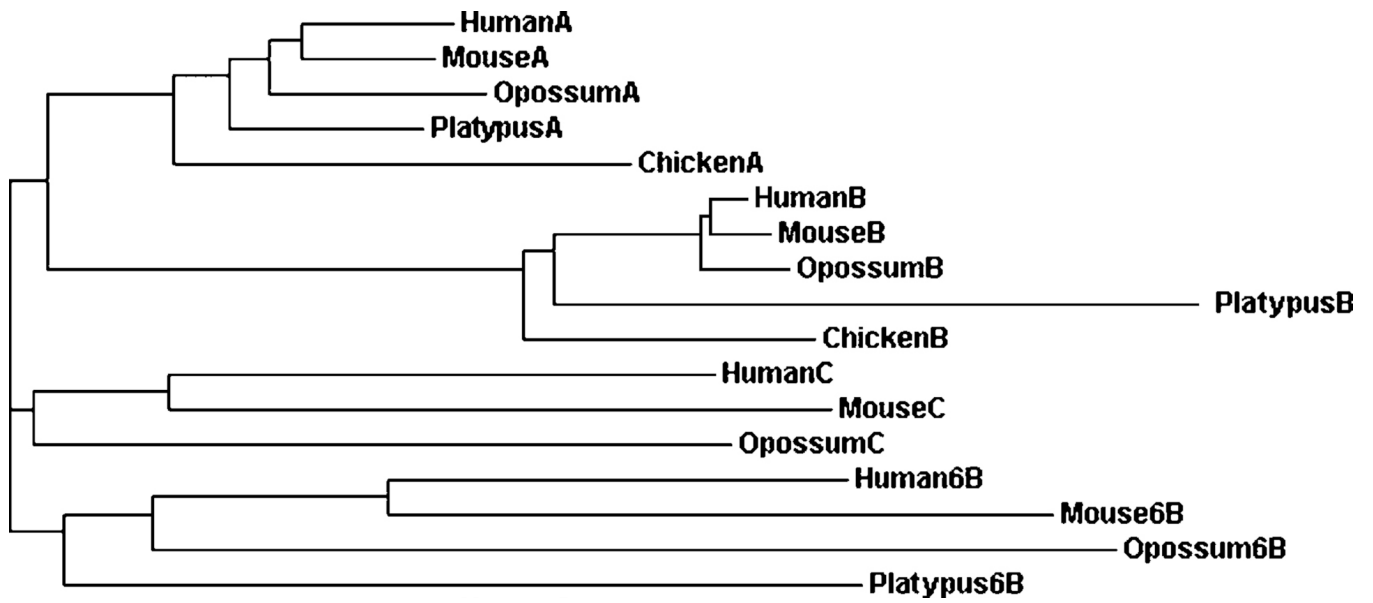 HumanA
MouseA
OpossumA
PlatypusA
ChickenA
HumanB
MouseB
OpossumB
PlatypusB
ChickenB
HumanC
MouseC
OpossumC
Human6B
Mouse6B
Opossum6B
Platypus6B